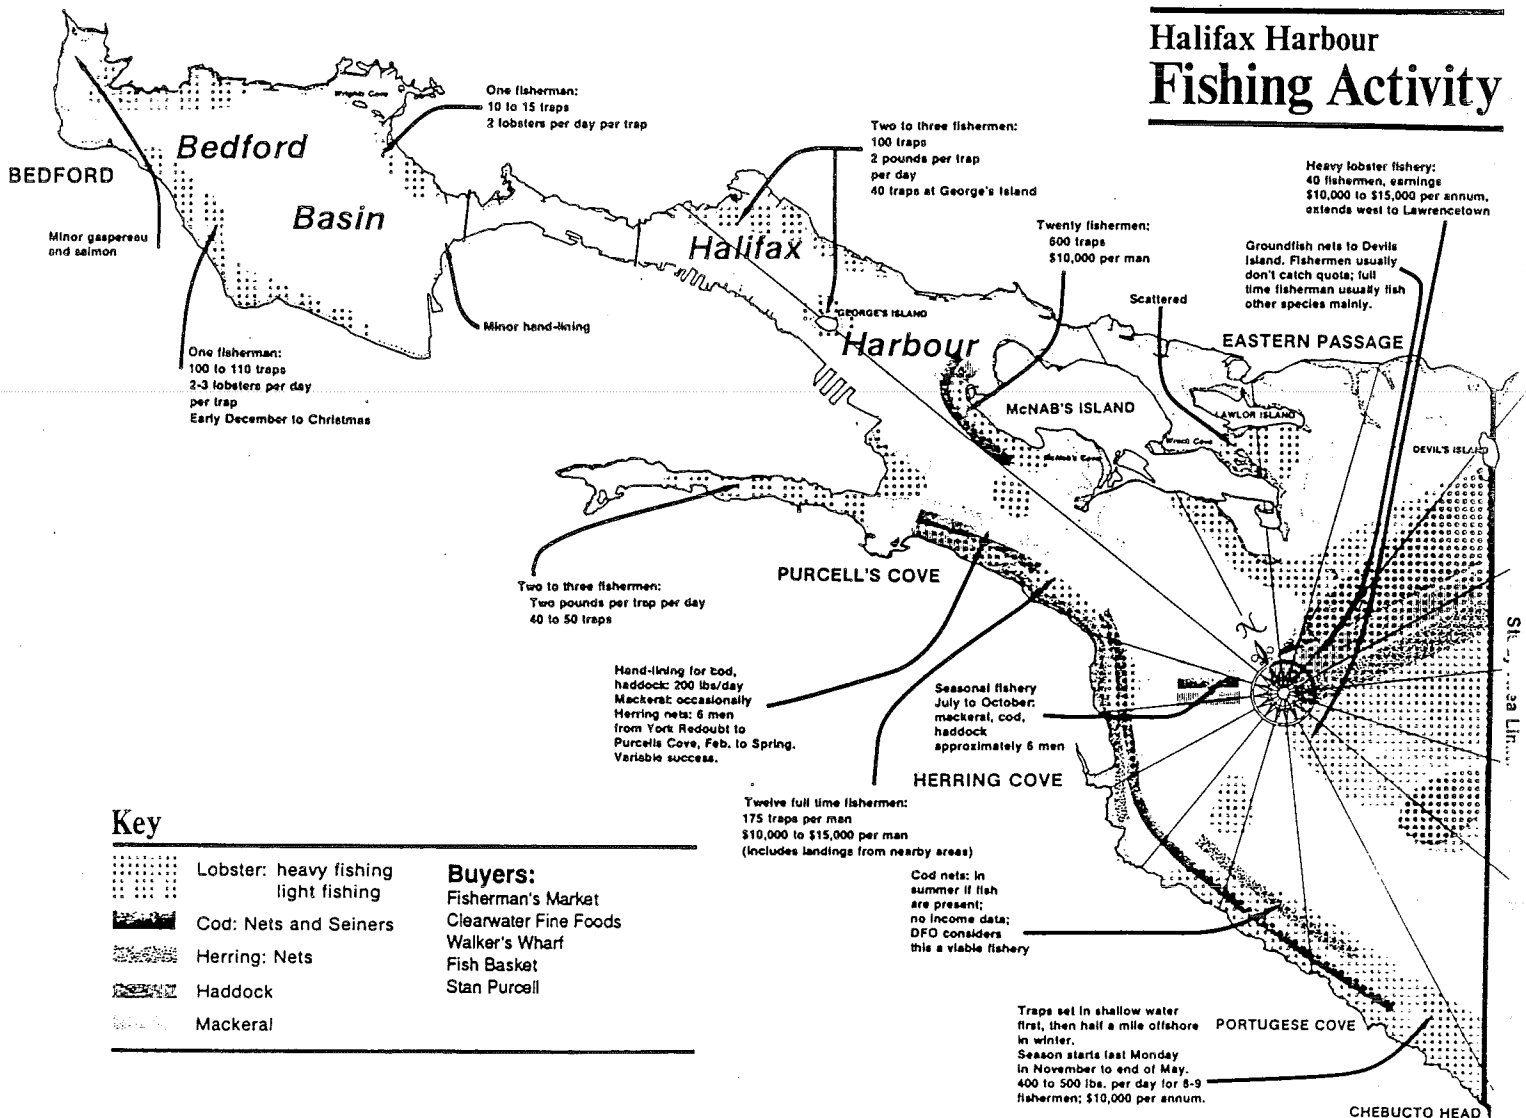 Halifax Harbour
Fishing Activity
One fisherman:
10 to 15 traps
2 lobsters per day per trap
Wrights Cove
Bedford
Basin
BEDFORD
Minor gaspereau
and salmon
One fisherman:
100 to 110 traps
2-3 lobsters per day
per trap
Early December to Christmas
Minor hand-lining
Two to three fishermen:
100 traps
2 pounds per trap
per day
40 traps at George's Island
Halifax
Harbour
GEORGE'S ISLAND
Twenty fishermen:
600 traps
$10,000 per man
Scattered
Heavy lobster fishery:
40 fishermen, earnings
$10,000 to $15,000 per annum,
extends west to Lawrencetown
Groundfish nets to Devils
Island. Fishermen usually
don't catch quota; full
time fisherman usually fish
other species mainly.
EASTERN PASSAGE
McNAB'S ISLAND
LAWLOR ISLAND
Wreck Cove
McNab's Cove
DEVIL'S ISLAND
PURCELL'S COVE
Two to three fishermen:
Two pounds per trap per day
40 to 50 traps
Hand-lining for cod,
haddock: 200 lbs/day
Mackeral: occasionally
Herring nets: 6 men
from York Redoubt to
Purcells Cove, Feb. to Spring.
Variable success.
Seasonal fishery
July to October:
mackeral, cod,
haddock
approximately 6 men
HERRING COVE
Twelve full time fishermen:
175 traps per man
$10,000 to $15,000 per man
(includes landings from nearby areas)
Cod nets: in
summer if fish
are present;
no income data;
DFO considers
this a viable fishery
Traps set in shallow water
first, then half a mile offshore
in winter.
Season starts last Monday
in November to end of May.
400 to 500 lbs. per day for 8-9
fishermen; $10,000 per annum.
PORTUGESE COVE
CHEBUCTO HEAD
Key
Lobster: heavy fishing
light fishing
Cod: Nets and Seiners
Herring: Nets
Haddock
Mackeral
Buyers:
Fisherman's Market
Clearwater Fine Foods
Walker's Wharf
Fish Basket
Stan Purcell